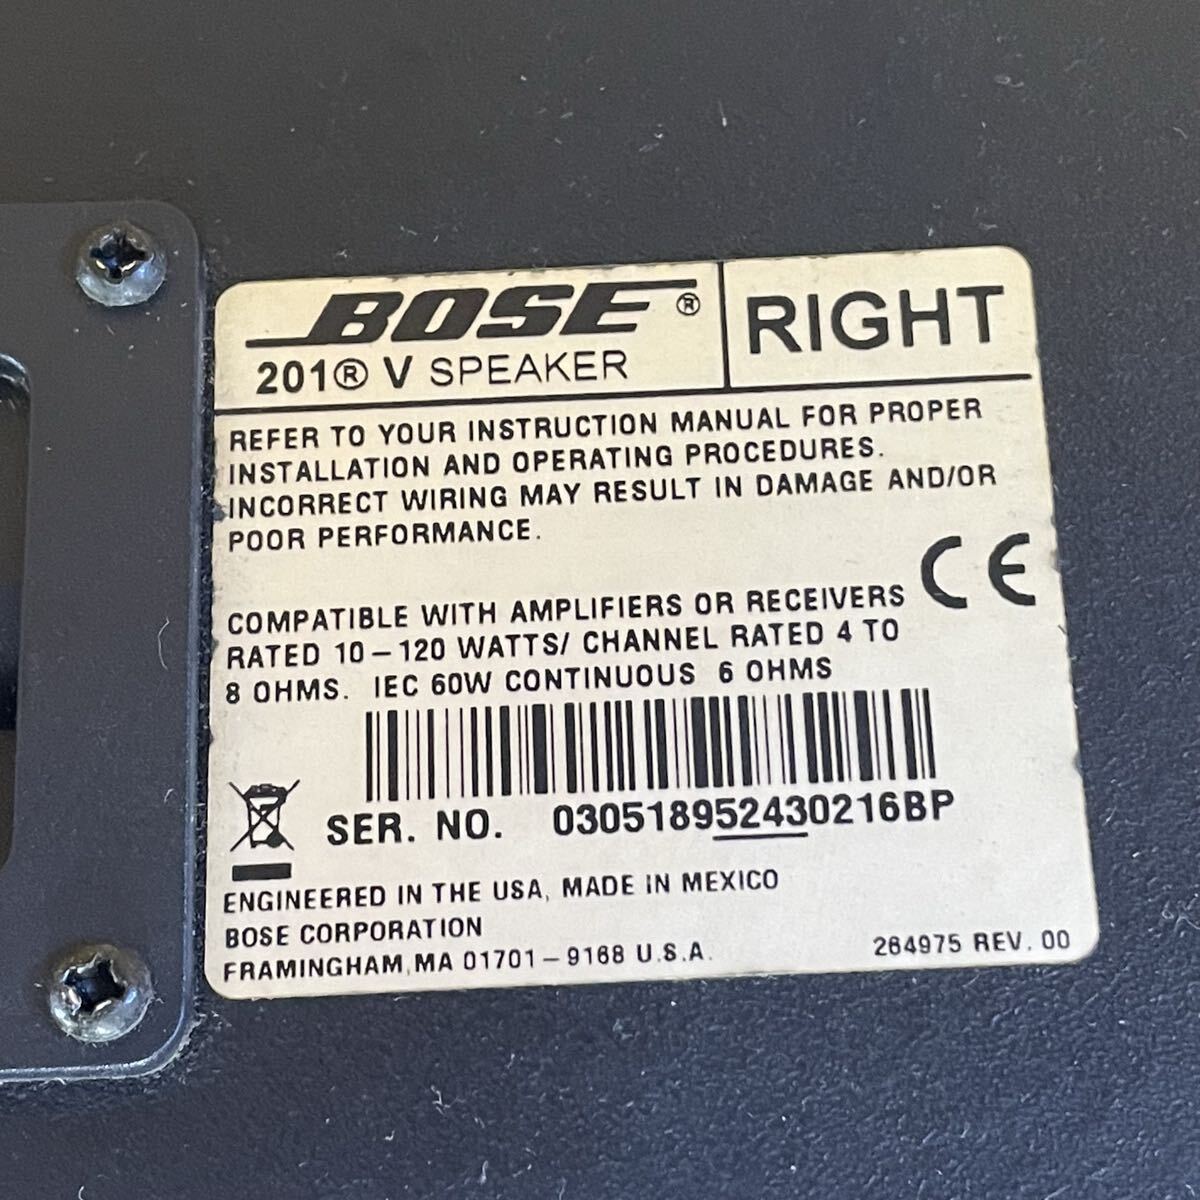 BOSE®
201® V SPEAKER
RIGHT
REFER TO YOUR INSTRUCTION MANUAL FOR PROPER
INSTALLATION AND OPERATING PROCEDURES.
INCORRECT WIRING MAY RESULT IN DAMAGE AND/OR
POOR PERFORMANCE.
CE
COMPATIBLE WITH AMPLIFIERS OR RECEIVERS
RATED 10–120 WATTS/ CHANNEL RATED 4 TO
8 OHMS. IEC 60W CONTINUOUS 6 OHMS
SER. NO. 030518952430216BP
ENGINEERED IN THE USA, MADE IN MEXICO
BOSE CORPORATION
FRAMINGHAM, MA 01701–9168 U.S.A.
264975 REV. 00